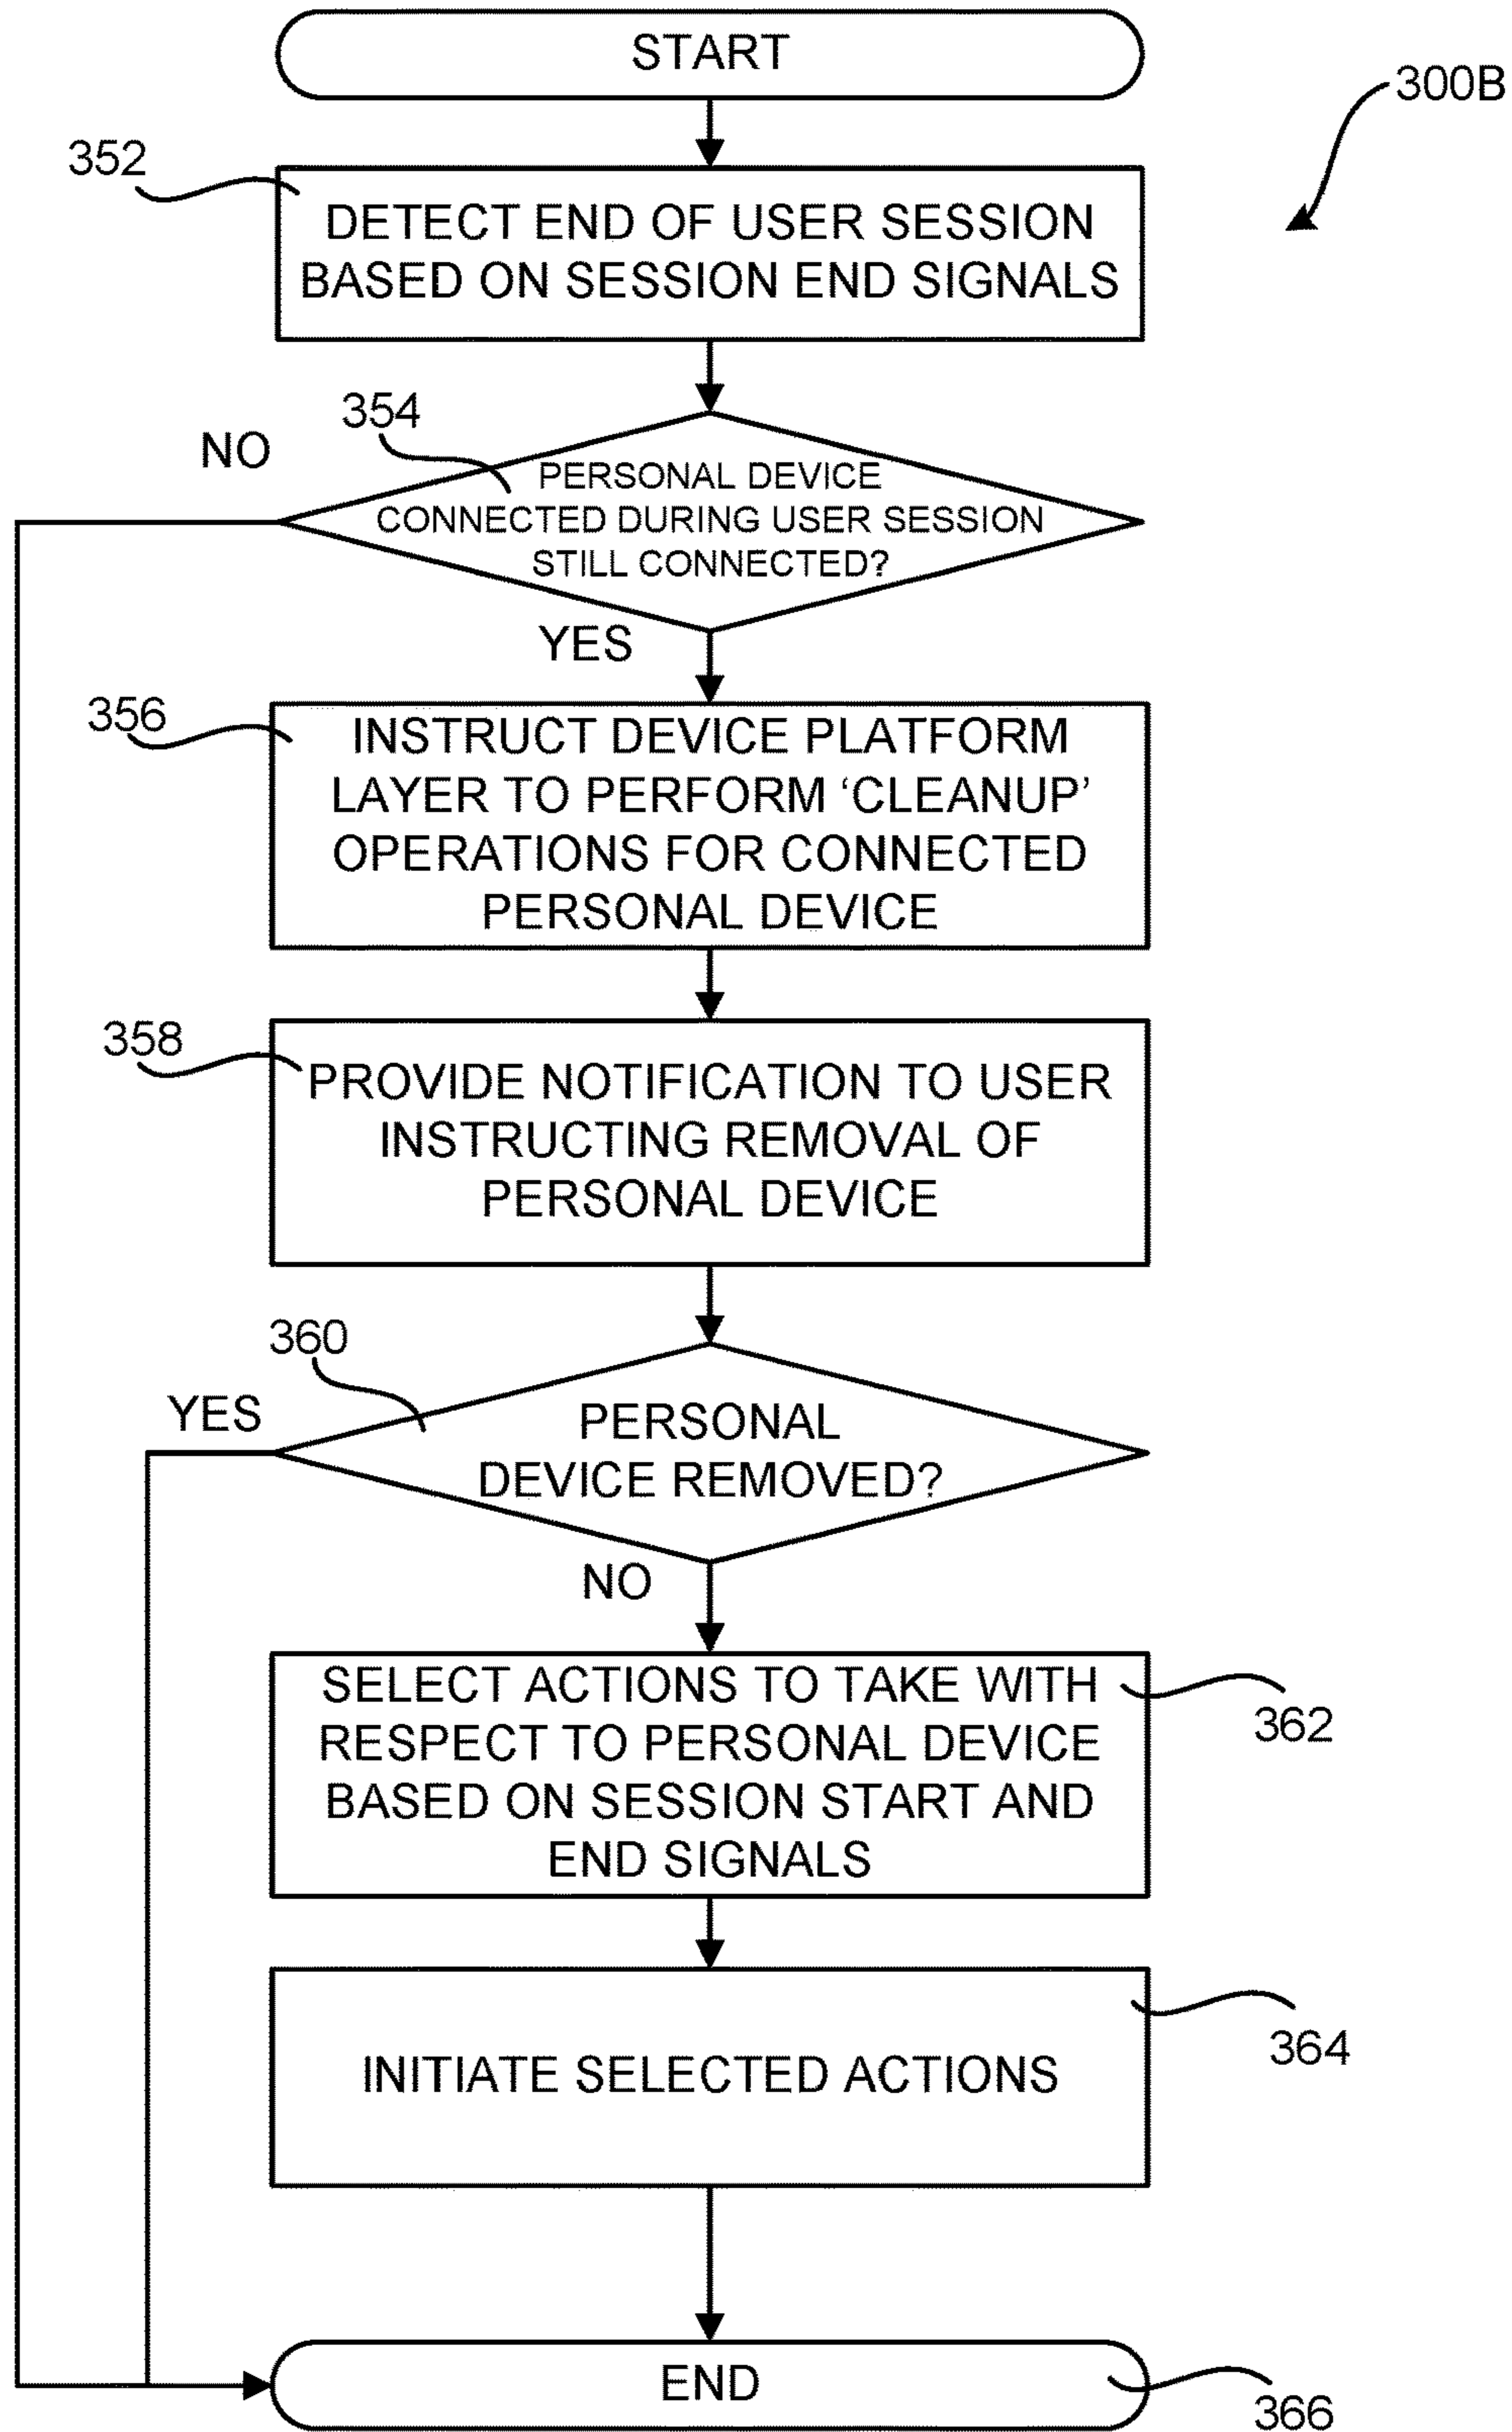 START
300B
352
DETECT END OF USER SESSION
BASED ON SESSION END SIGNALS
354
NO
PERSONAL DEVICE
CONNECTED DURING USER SESSION
STILL CONNECTED?
YES
356
INSTRUCT DEVICE PLATFORM
LAYER TO PERFORM ‘CLEANUP’
OPERATIONS FOR CONNECTED
PERSONAL DEVICE
358
PROVIDE NOTIFICATION TO USER
INSTRUCTING REMOVAL OF
PERSONAL DEVICE
360
YES
PERSONAL
DEVICE REMOVED?
NO
SELECT ACTIONS TO TAKE WITH
RESPECT TO PERSONAL DEVICE
BASED ON SESSION START AND
END SIGNALS
362
INITIATE SELECTED ACTIONS
364
END
366